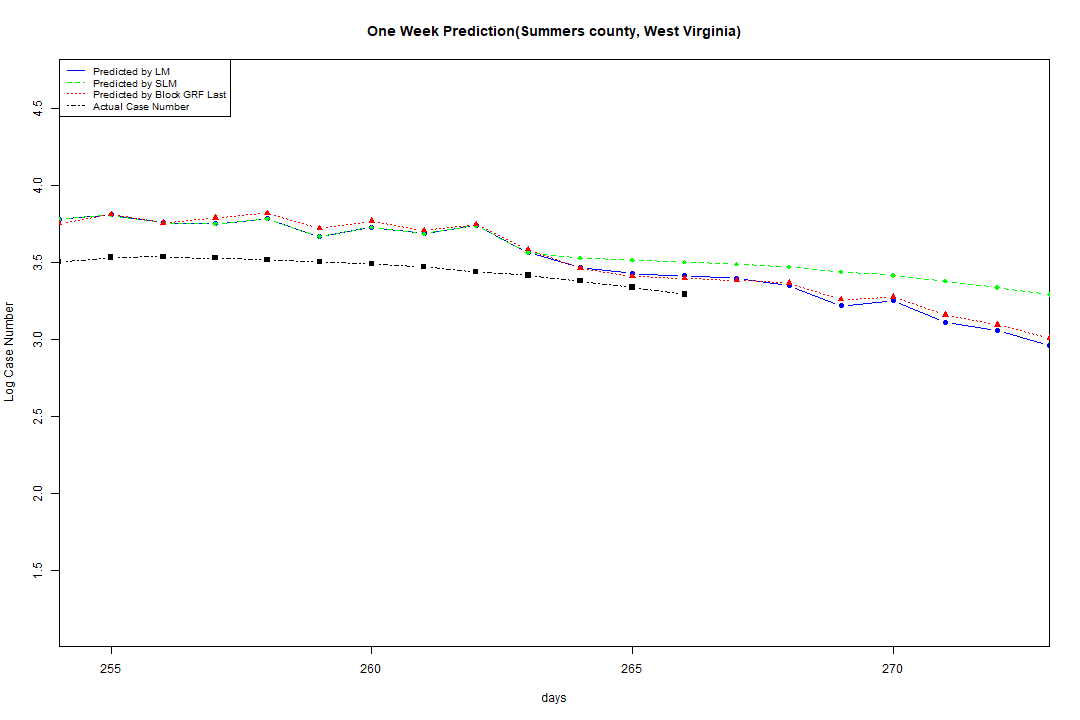 One Week Prediction(Summers county, West Virginia)
Predicted by LM
Predicted by SLM
Predicted by Block GRF Last
Actual Case Number
Log Case Number
4.5
4.0
3.5
3.0
2.5
2.0
1.5
255 260 265 270
days